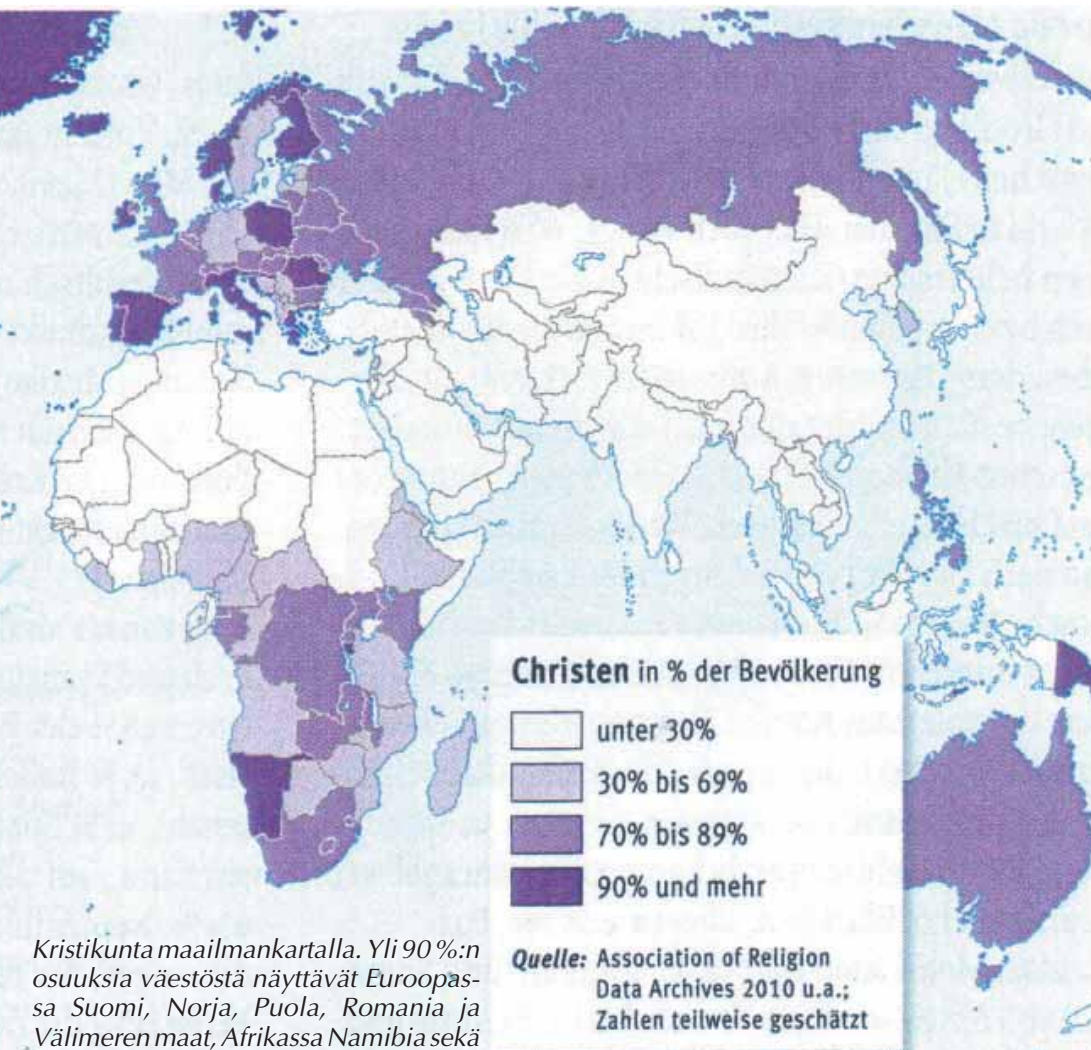 Christen in % der Bevölkerung
unter 30%
30% bis 69%
70% bis 89%
90% und mehr
Quelle: Association of Religion
Data Archives 2010 u.a.;
Zahlen teilweise geschätzt
Kristikunta maailmankartalla. Yli 90 %:n
osuuksia väestöstä näyttävät Euroopas-
sa Suomi, Norja, Puola, Romania ja
Välimeren maat, Afrikassa Namibia sekä